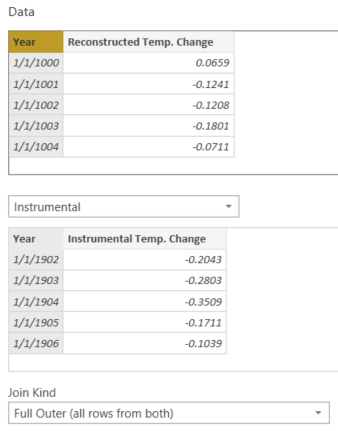 Data
Year Reconstructed Temp. Change
1/1/1000 0.0659
1/1/1001 -0.1241
1/1/1002 -0.1208
1/1/1003 -0.1801
1/1/1004 -0.0711
Instrumental
Year Instrumental Temp. Change
1/1/1902 -0.2043
1/1/1903 -0.2803
1/1/1904 -0.3509
1/1/1905 -0.1711
1/1/1906 -0.1039
Join Kind
Full Outer (all rows from both)